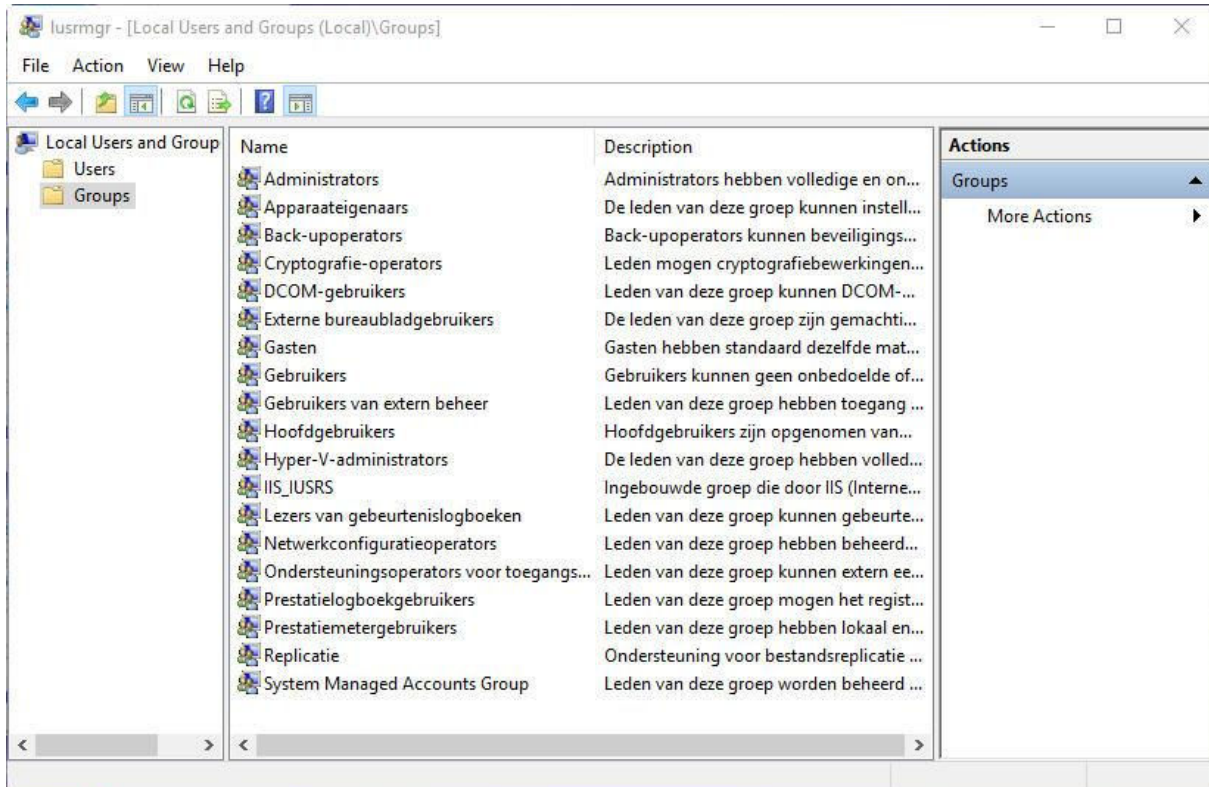 lusrmgr - [Local Users and Groups (Local)\Groups]
File Action View Help
Local Users and Group
Users
Groups
Name Description
Administrators Administrators hebben volledige en on...
Apparaateigenaars De leden van deze groep kunnen instell...
Back-upoperators Back-upoperators kunnen beveiligings...
Cryptografie-operators Leden mogen cryptografiebewerkingen...
DCOM-gebruikers Leden van deze groep kunnen DCOM-...
Externe bureaubladgebruikers De leden van deze groep zijn gemachti...
Gasten Gasten hebben standaard dezelfde mat...
Gebruikers Gebruikers kunnen geen onbedoelde of...
Gebruikers van extern beheer Leden van deze groep hebben toegang ...
Hoofdgebruikers Hoofdgebruikers zijn opgenomen van...
Hyper-V-administrators De leden van deze groep hebben volled...
IIS_IUSRS Ingebouwde groep die door IIS (Interne...
Lezers van gebeurtenislogboeken Leden van deze groep kunnen gebeurte...
Netwerkconfiguratieoperators Leden van deze groep hebben beheerd...
Ondersteuningsoperators voor toegangs... Leden van deze groep kunnen extern ee...
Prestatielogboekgebruikers Leden van deze groep mogen het regist...
Prestatiemetergebruikers Leden van deze groep hebben lokaal en...
Replicatie Ondersteuning voor bestandsreplicatie ...
System Managed Accounts Group Leden van deze groep worden beheerd ...
Actions
Groups
More Actions